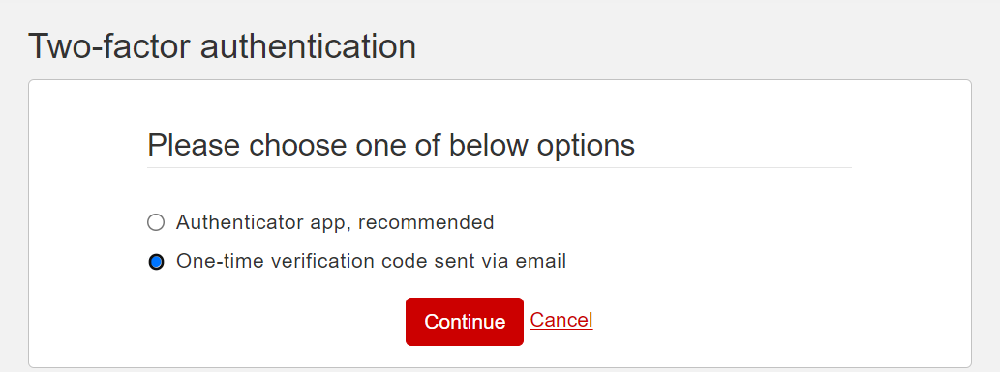 Two-factor authentication
Please choose one of below options
Authenticator app, recommended
One-time verification code sent via email
Continue Cancel